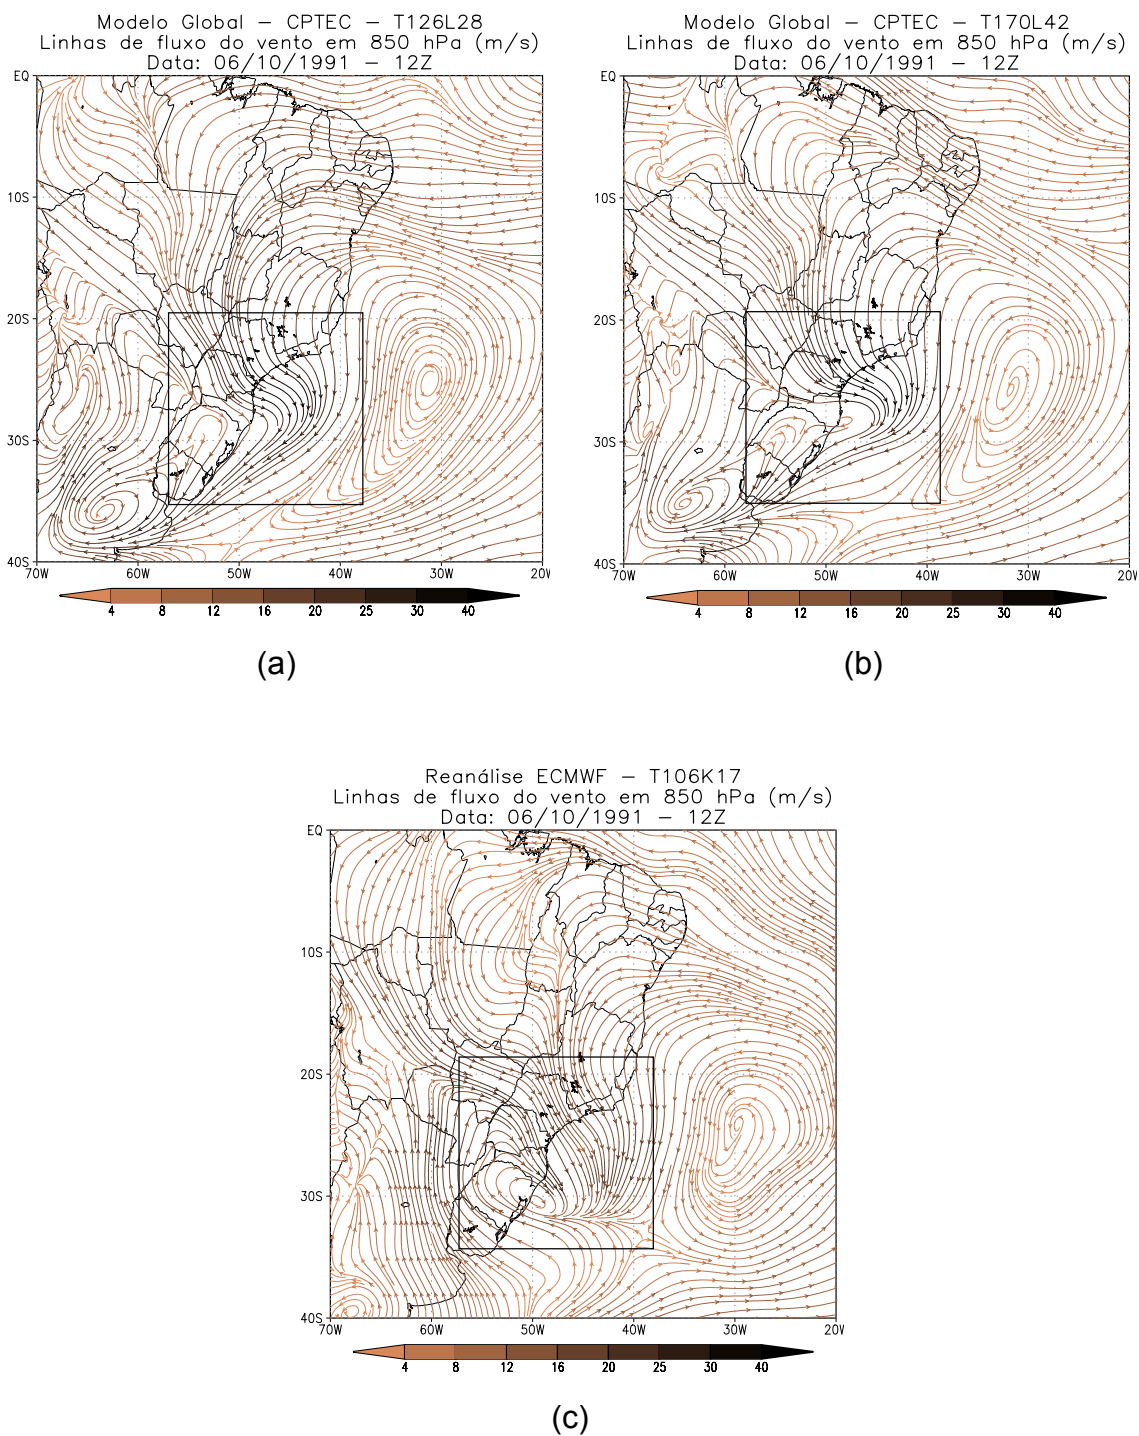 Modelo Global – CPTEC – T126L28
Linhas de fluxo do vento em 850 hPa (m/s)
Data: 06/10/1991 – 12Z
EQ
10S
20S
30S
40S
70W 60W 50W 40W 30W 20W
4 8 12 16 20 25 30 40
(a)
Modelo Global – CPTEC – T170L42
Linhas de fluxo do vento em 850 hPa (m/s)
Data: 06/10/1991 – 12Z
EQ
10S
20S
30S
40S
70W 60W 50W 40W 30W 20W
4 8 12 16 20 25 30 40
(b)
Reanálise ECMWF – T106K17
Linhas de fluxo do vento em 850 hPa (m/s)
Data: 06/10/1991 – 12Z
EQ
10S
20S
30S
40S
70W 60W 50W 40W 30W 20W
4 8 12 16 20 25 30 40
(c)